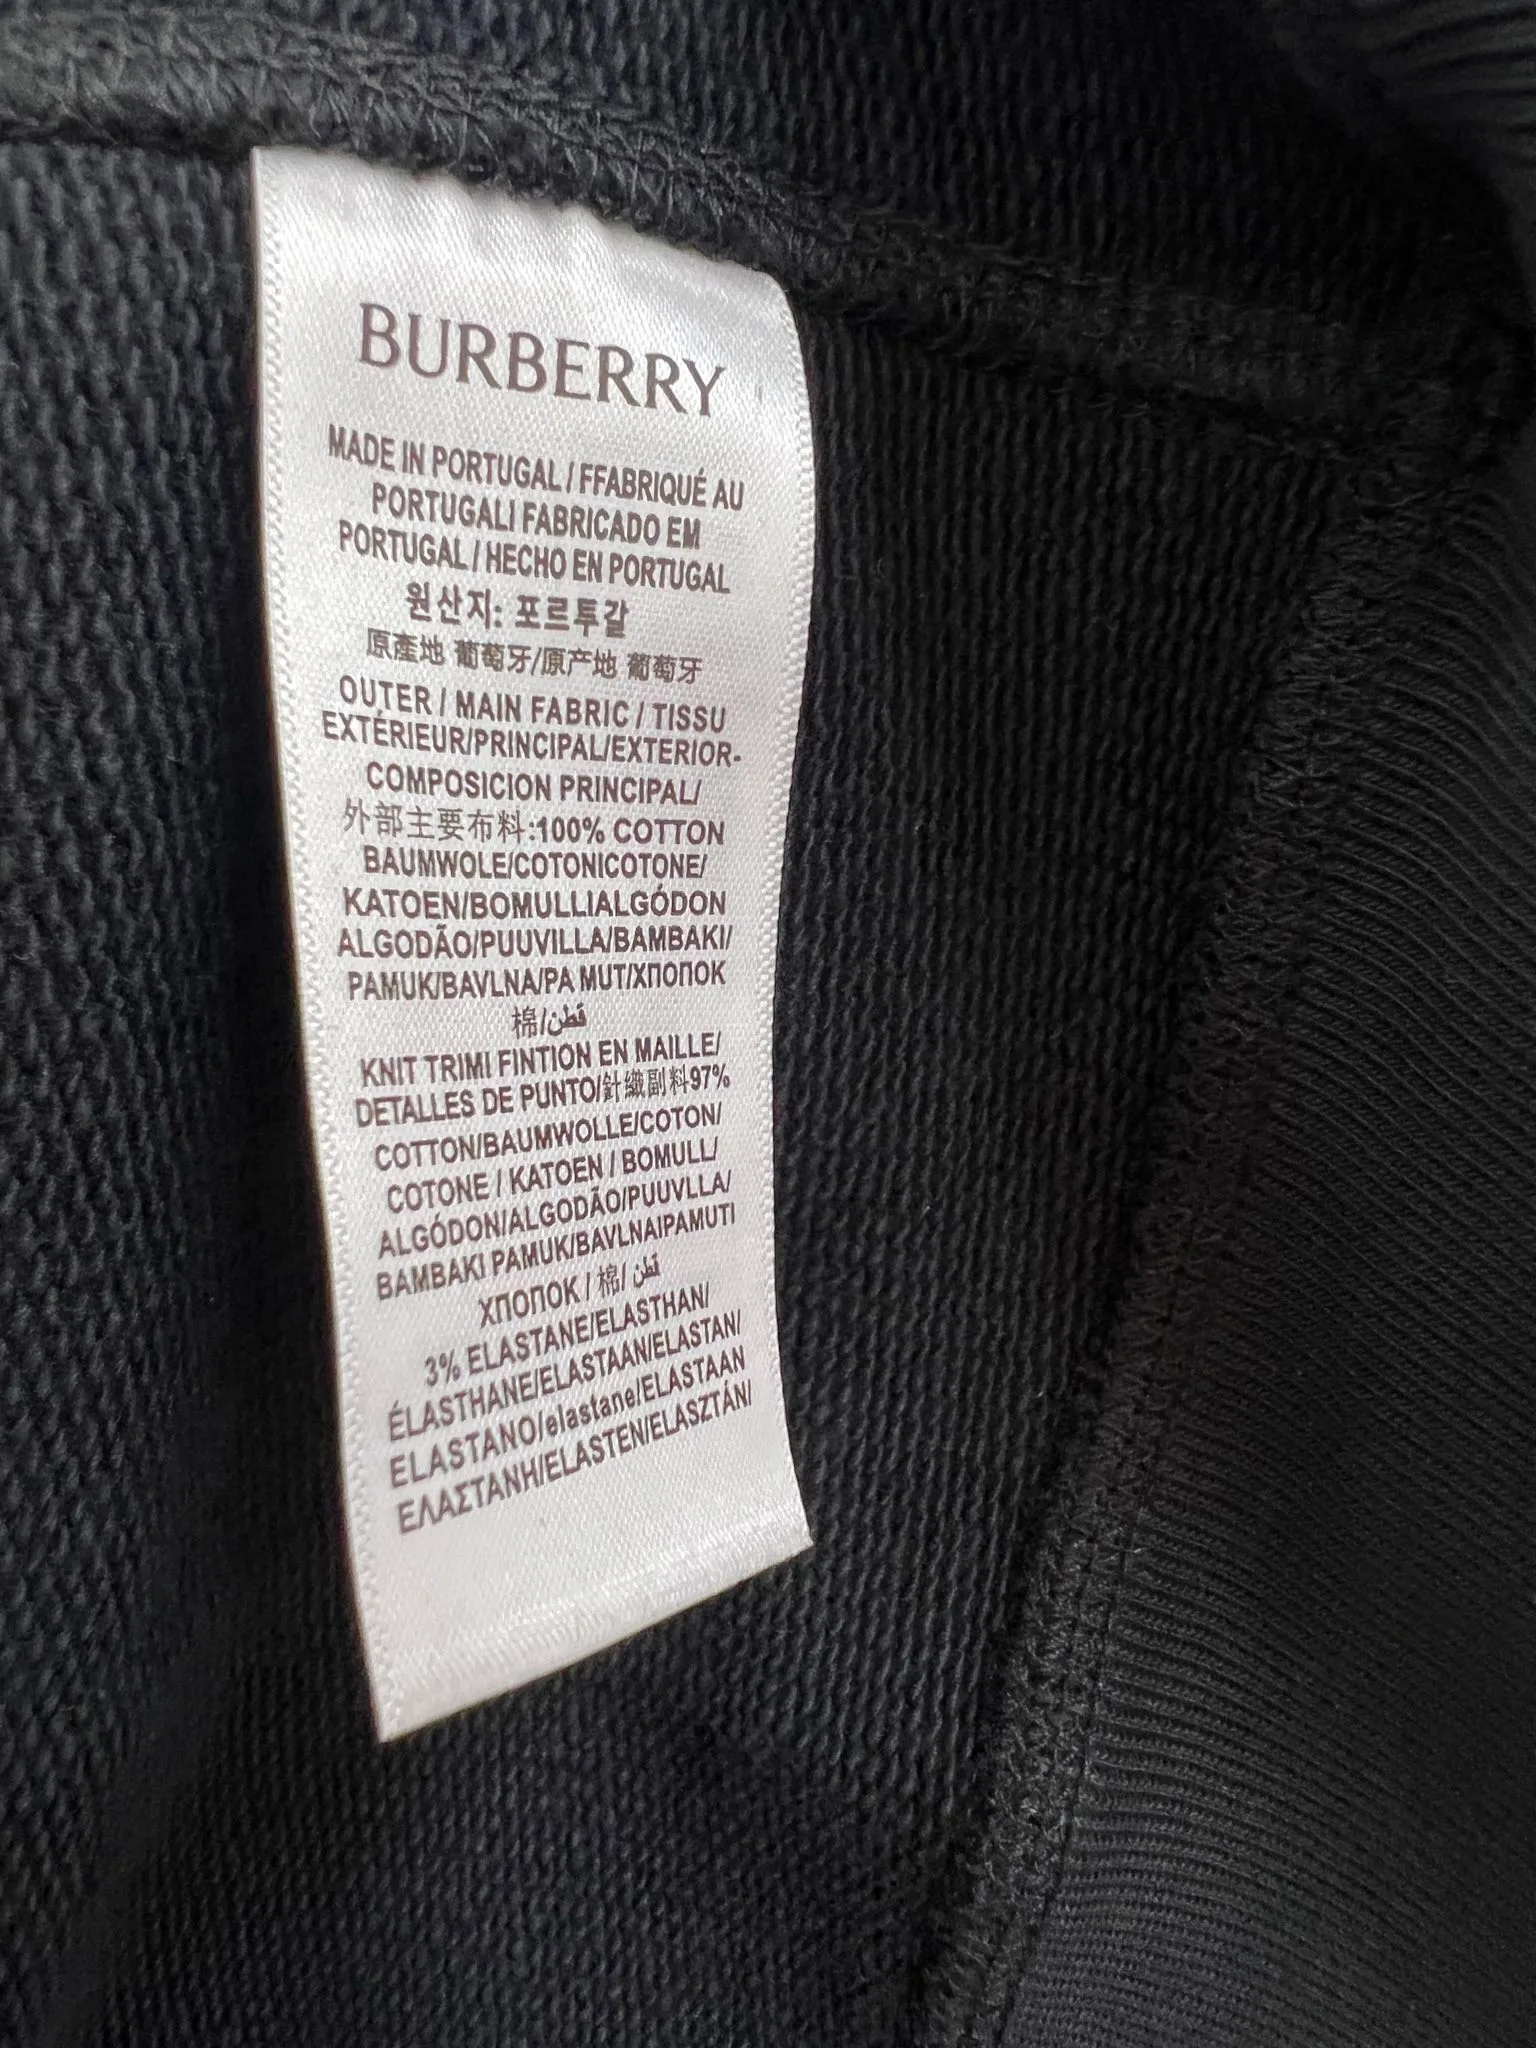 BURBERRY
MADE IN PORTUGAL / FFABRIQUÉ AU
PORTUGALI FABRICADO EM
PORTUGAL / HECHO EN PORTUGAL
원산지: 포르투갈
原產地 葡萄牙/原产地 葡萄牙
OUTER / MAIN FABRIC / TISSU
EXTÉRIEUR/PRINCIPAL/EXTERIOR-
COMPOSICION PRINCIPAL/
外部主要布料:100% COTTON
BAUMWOLE/COTONICOTONE/
KATOEN/BOMULLIALGÓDON
ALGODÃO/PUUVILLA/BAMBAKI/
PAMUK/BAVLNA/PA MUT/ХПОПОК
棉/قطن
KNIT TRIMI FINTION EN MAILLE/
DETALLES DE PUNTO/針織副料97%
COTTON/BAUMWOLLE/COTON/
COTONE / KATOEN / BOMULL/
ALGÓDON/ALGODÃO/PUUVLLA/
BAMBAKI PAMUK/BAVLNAIPAMUTI
ХПОПОК / 棉/ قطن
3% ELASTANE/ELASTHAN/
ÉLASTHANE/ELASTAAN/ELASTAN/
ELASTANO/elastane/ELASTAAN
ΕΛΑΣΤΑΝΗ/ELASTEN/ELASZTÁN/